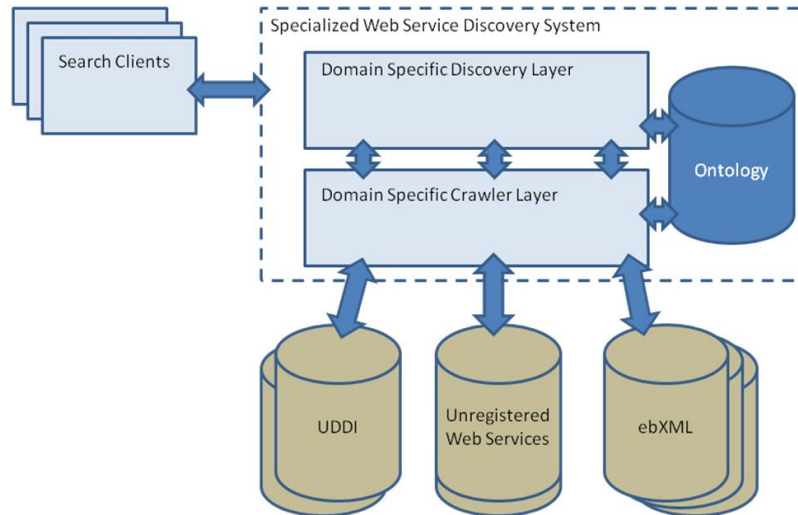 Specialized Web Service Discovery System
Search Clients
Domain Specific Discovery Layer
Ontology
Domain Specific Crawler Layer
UDDI
Unregistered
Web Services
ebXML